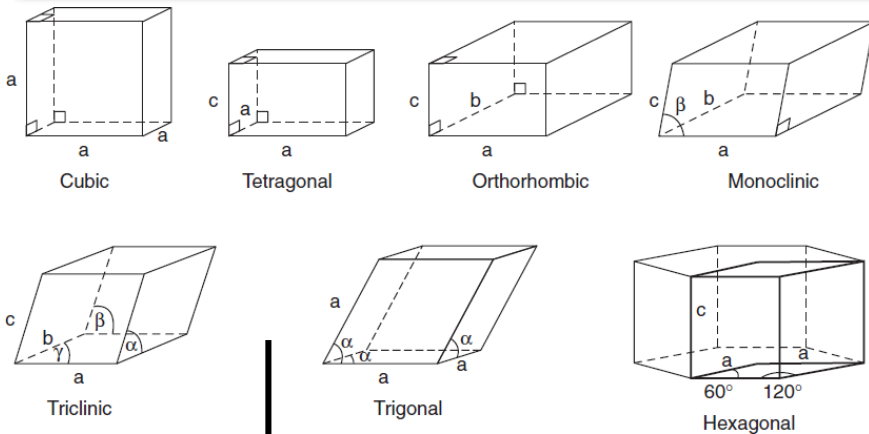 a
a
a
Cubic
c
a
a
Tetragonal
c
b
a
Orthorhombic
c
β
b
a
Monoclinic
c
b
γ
β
α
a
Triclinic
a
α
α
α
a
a
Trigonal
c
a
a
60° 120°
Hexagonal